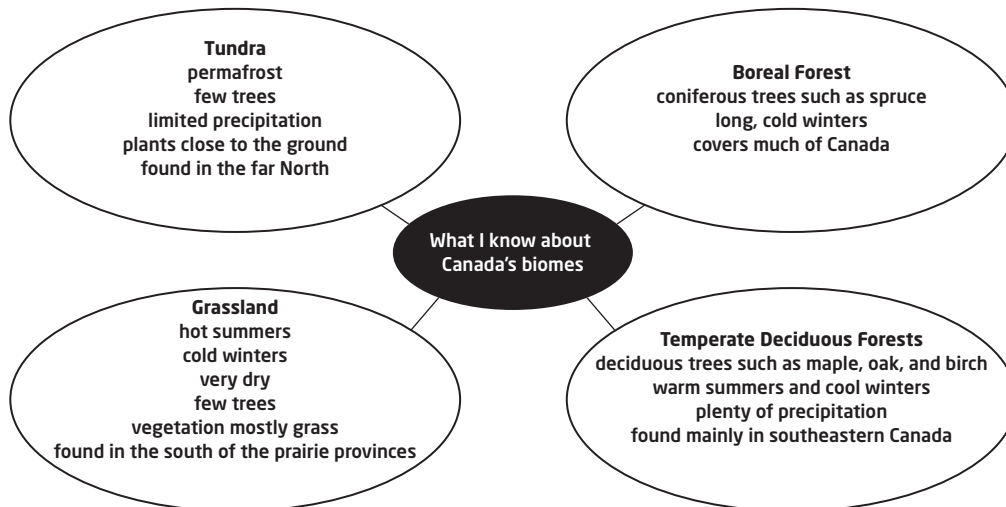 Tundra
permafrost
few trees
limited precipitation
plants close to the ground
found in the far North
Boreal Forest
coniferous trees such as spruce
long, cold winters
covers much of Canada
What I know about
Canada's biomes
Grassland
hot summers
cold winters
very dry
few trees
vegetation mostly grass
found in the south of the prairie provinces
Temperate Deciduous Forests
deciduous trees such as maple, oak, and birch
warm summers and cool winters
plenty of precipitation
found mainly in southeastern Canada